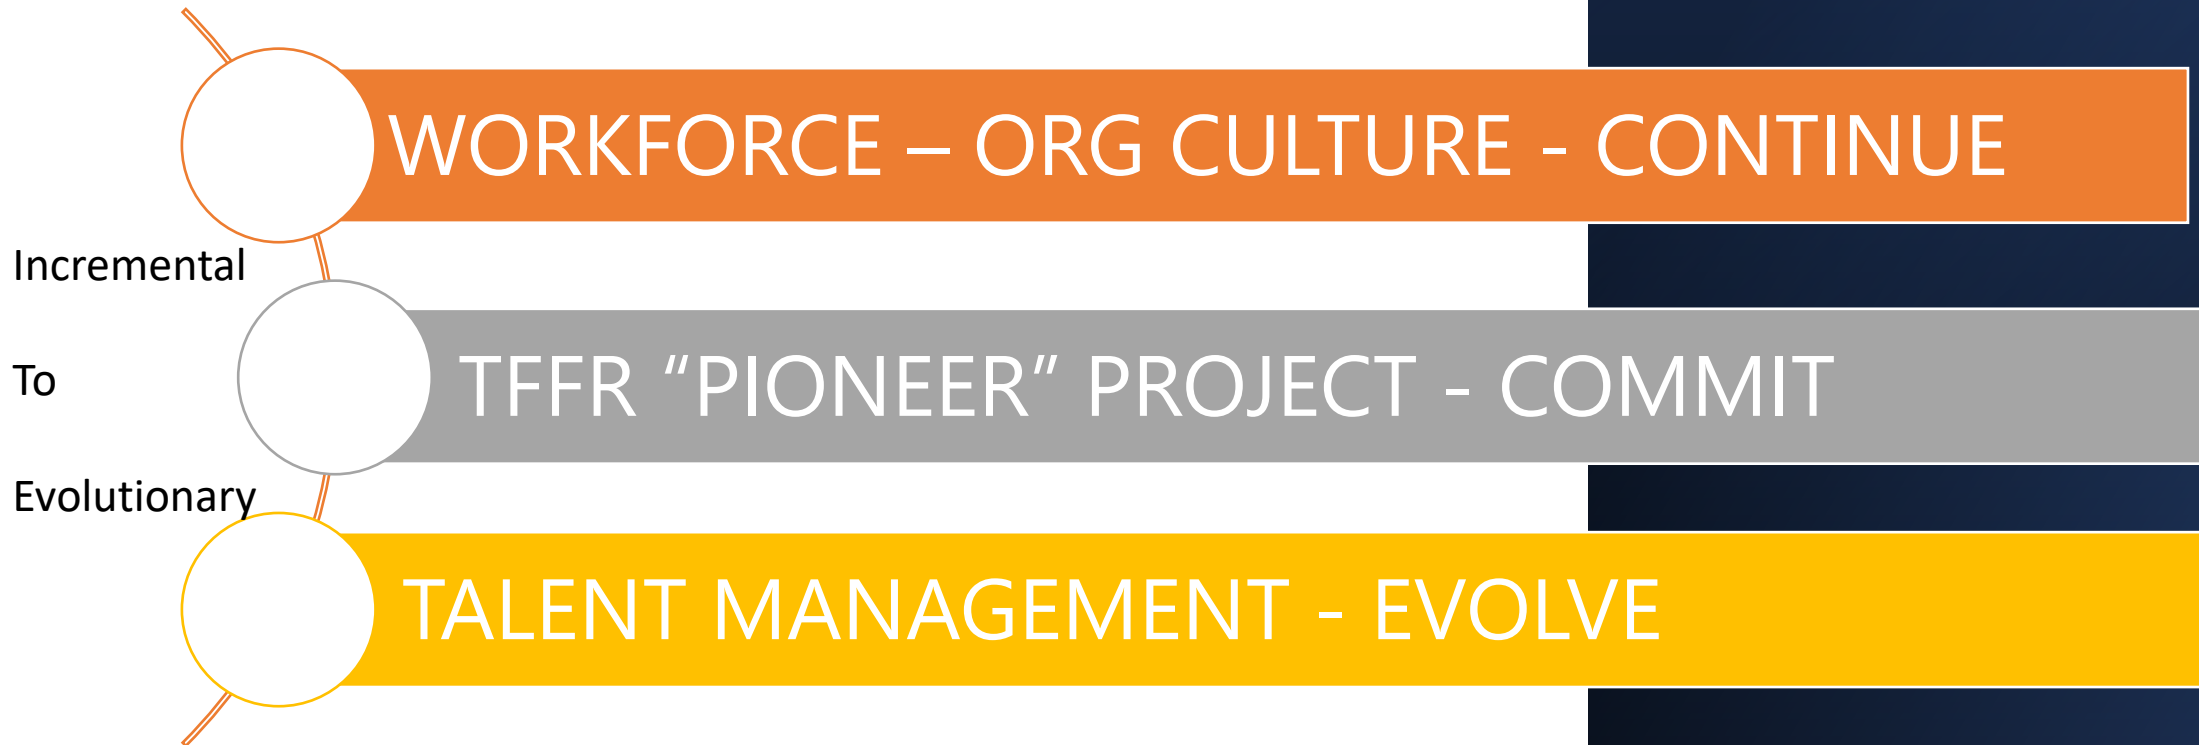 WORKFORCE – ORG CULTURE - CONTINUE
Incremental
TFFR “PIONEER” PROJECT - COMMIT
To
Evolutionary
TALENT MANAGEMENT - EVOLVE